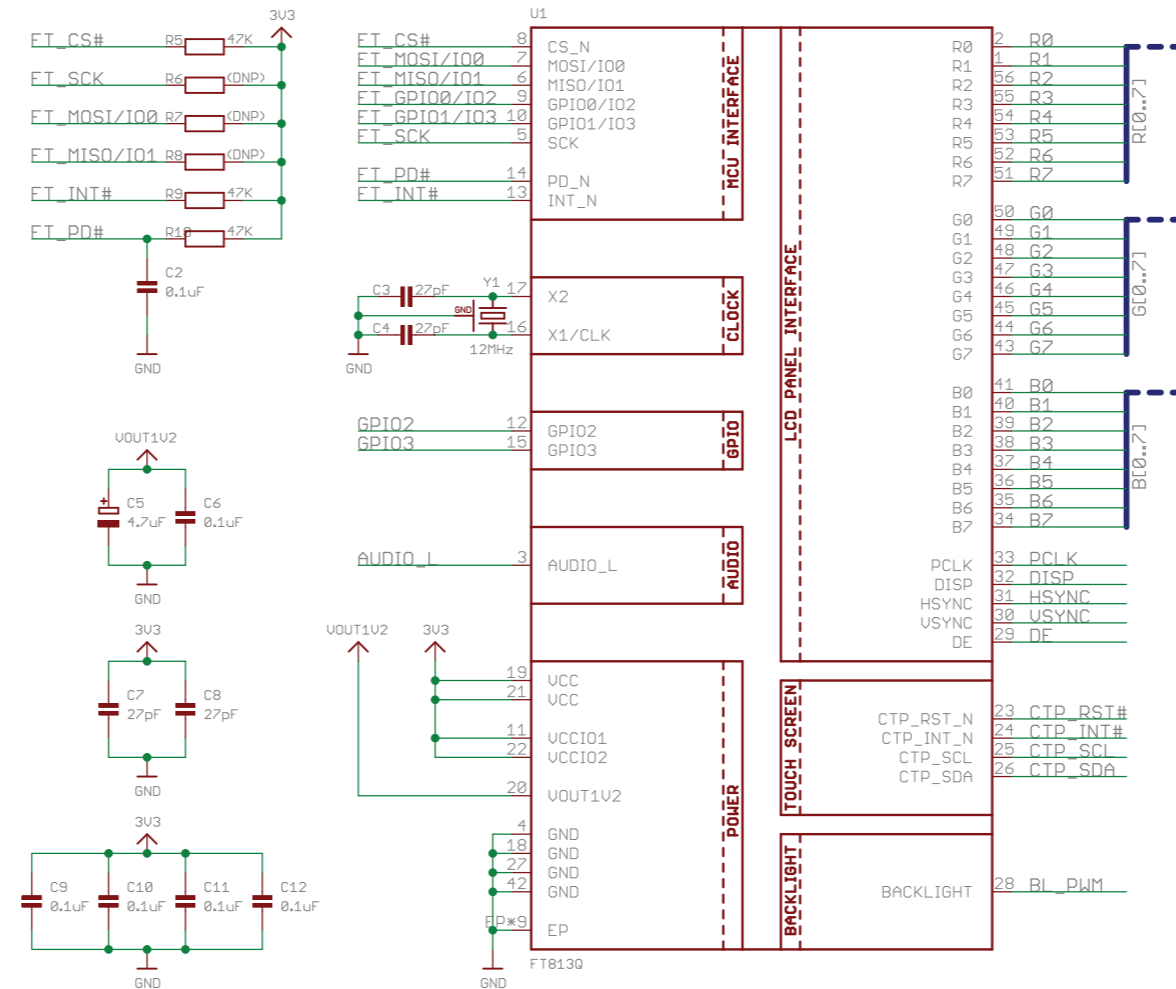 3V3
FT_CS# R5 47K
FT_SCK R6 (DNP)
FT_MOSI/IO0 R7 (DNP)
FT_MISO/IO1 R8 (DNP)
FT_INT# R9 47K
FT_PD# R10 47K
C2
0.1uF
GND
VOUT1V2
C5
4.7uF
C6
0.1uF
GND
3V3
C7
27pF
C8
27pF
GND
3V3
C9
0.1uF
C10
0.1uF
C11
0.1uF
C12
0.1uF
GND
U1
FT_CS# 8 CS_N
FT_MOSI/IO0 7 MOSI/IO0
FT_MISO/IO1 6 MISO/IO1
FT_GPIO0/IO2 9 GPIO0/IO2
FT_GPIO1/IO3 10 GPIO1/IO3
FT_SCK 5 SCK
FT_PD# 14 PD_N
FT_INT# 13 INT_N
MCU INTERFACE
C3 27pF Y1 17 X2
GND
C4 27pF 16 X1/CLK
12MHz
GND
CLOCK
GPIO2 12 GPIO2
GPIO3 15 GPIO3
GPIO
AUDIO_L 3 AUDIO_L
AUDIO
VOUT1V2 3V3
19 VCC
21 VCC
11 VCCIO1
22 VCCIO2
20 VOUT1V2
4 GND
18 GND
27 GND
42 GND
EP*9 EP
POWER
GND
FT813Q
LCD PANEL INTERFACE
R0 2 R0
R1 1 R1
R2 56 R2
R3 55 R3
R4 54 R4
R5 53 R5
R6 52 R6
R7 51 R7
R[0..7]
G0 50 G0
G1 49 G1
G2 48 G2
G3 47 G3
G4 46 G4
G5 45 G5
G6 44 G6
G7 43 G7
G[0..7]
B0 41 B0
B1 40 B1
B2 39 B2
B3 38 B3
B4 37 B4
B5 36 B5
B6 35 B6
B7 34 B7
B[0..7]
PCLK 33 PCLK
DISP 32 DISP
HSYNC 31 HSYNC
VSYNC 30 VSYNC
DE 29 DE
TOUCH SCREEN
CTP_RST_N 23 CTP_RST#
CTP_INT_N 24 CTP_INT#
CTP_SCL 25 CTP_SCL
CTP_SDA 26 CTP_SDA
BACKLIGHT
BACKLIGHT 28 BL_PWM